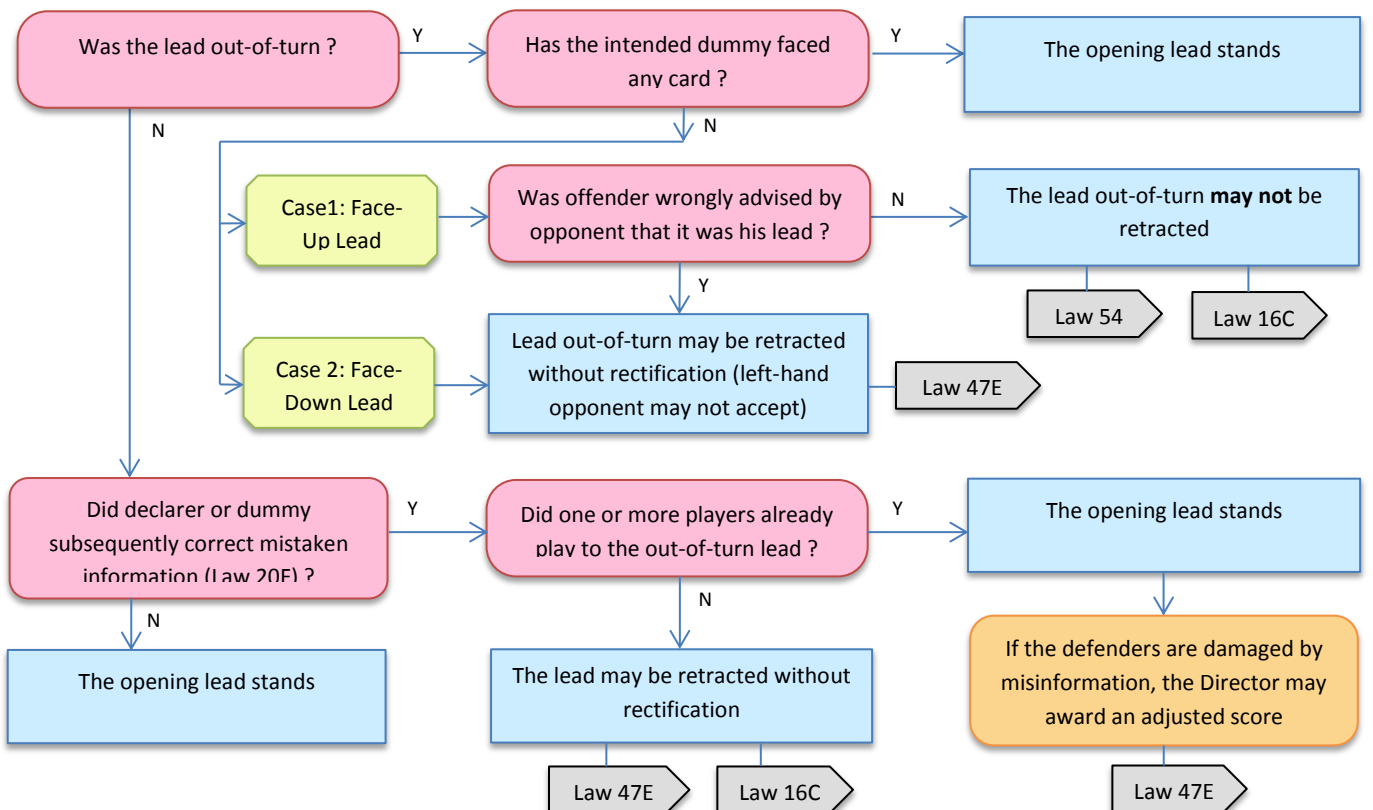 Was the lead out-of-turn ?
Y
Has the intended dummy faced
any card ?
Y
The opening lead stands
N
N
Case1: Face-
Up Lead
Was offender wrongly advised by
opponent that it was his lead ?
N
The lead out-of-turn may not be
retracted
Y
Law 54
Law 16C
Case 2: Face-
Down Lead
Lead out-of-turn may be retracted
without rectification (left-hand
opponent may not accept)
Law 47E
Did declarer or dummy
subsequently correct mistaken
information (Law 20F) ?
Y
Did one or more players already
play to the out-of-turn lead ?
Y
The opening lead stands
N
N
The opening lead stands
The lead may be retracted without
rectification
If the defenders are damaged by
misinformation, the Director may
award an adjusted score
Law 47E
Law 16C
Law 47E